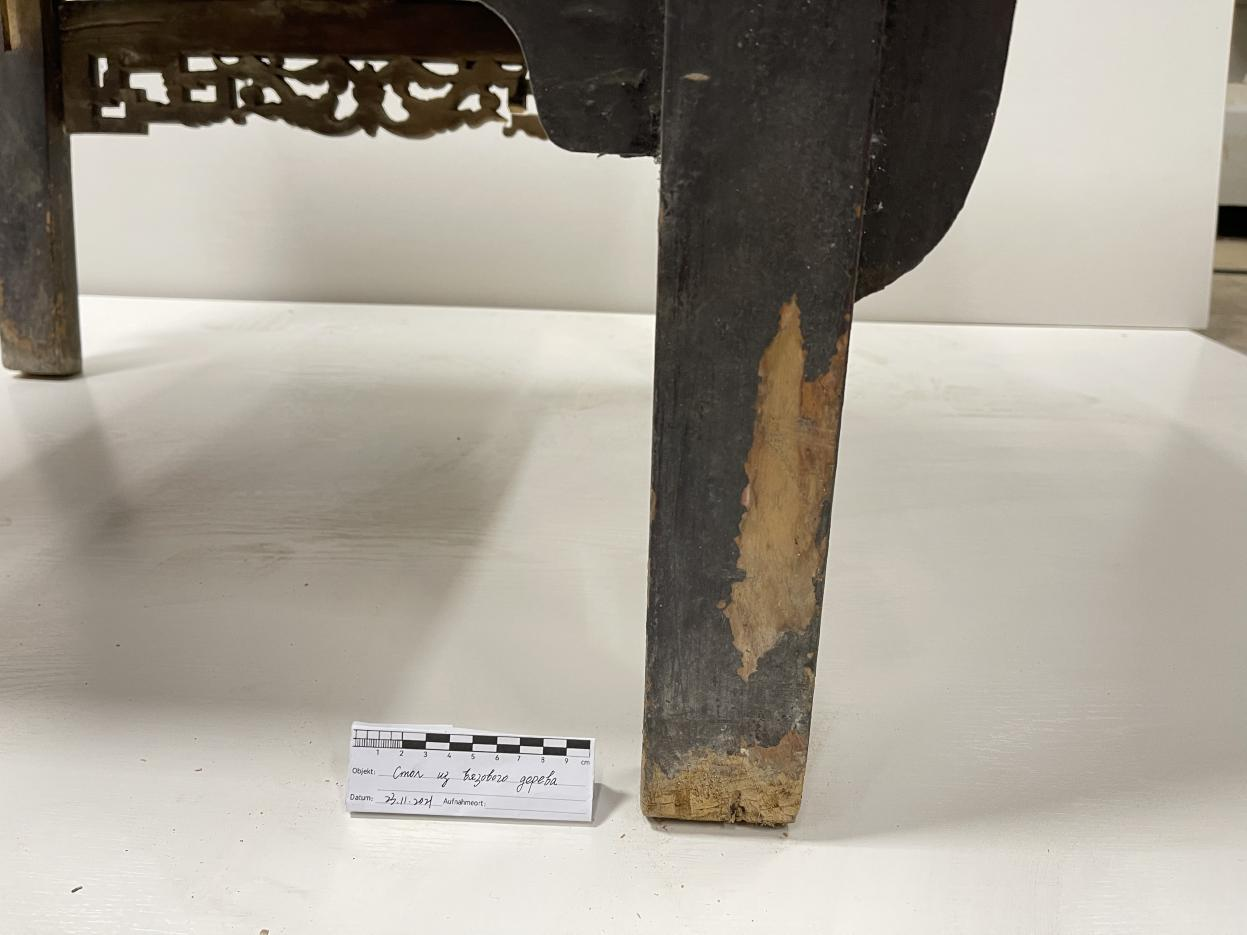 1 2 3 4 5 6 7 8 9 cm
Objekt: Стол из вязового дерева
Datum: 23.11.2021 Aufnahmeort: